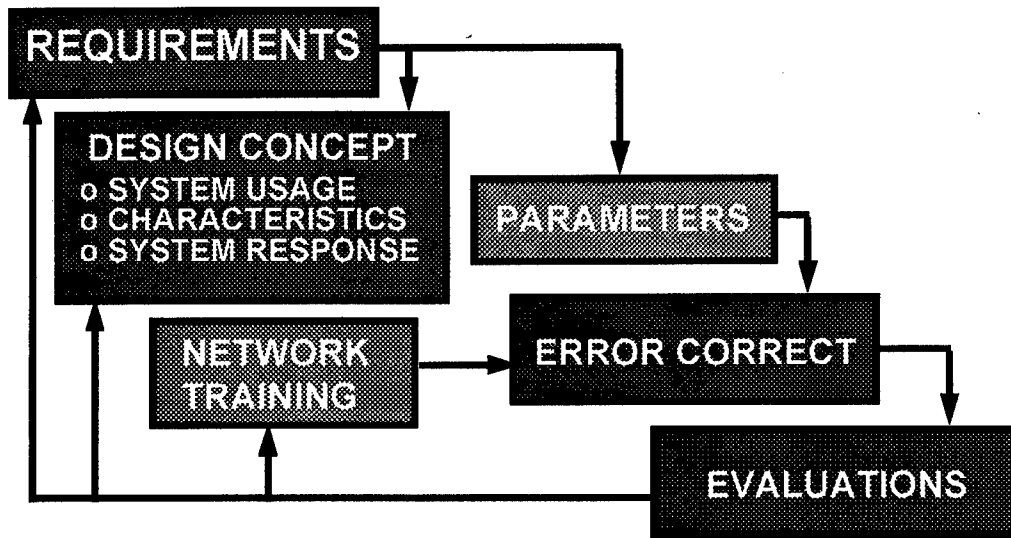 REQUIREMENTS
DESIGN CONCEPT
o SYSTEM USAGE
o CHARACTERISTICS
o SYSTEM RESPONSE
PARAMETERS
NETWORK
TRAINING
ERROR CORRECT
EVALUATIONS